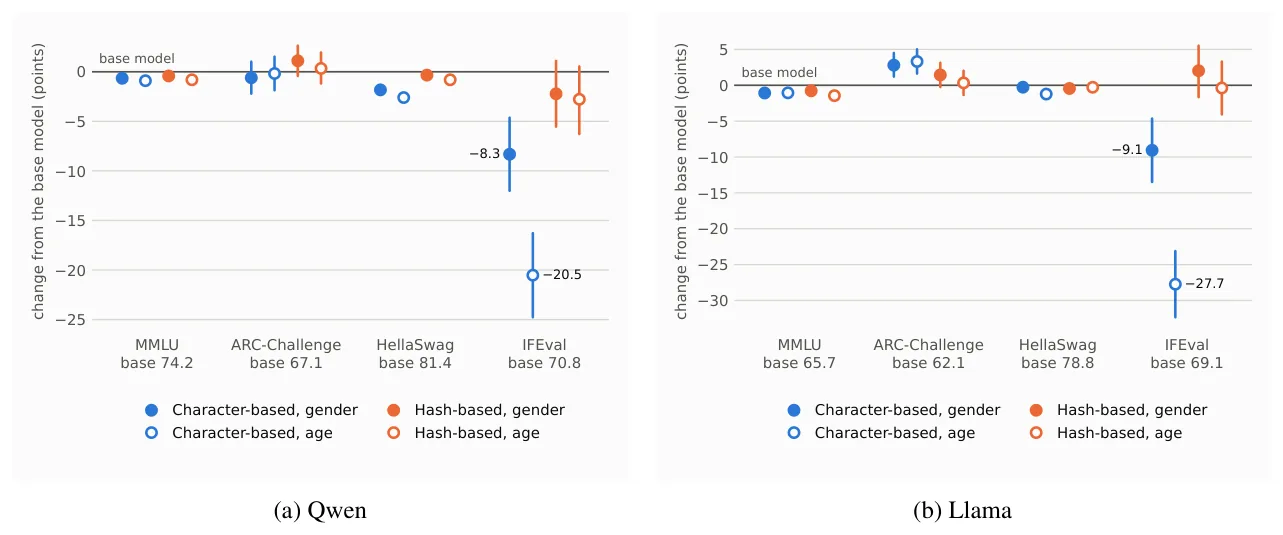 change from the base model (points)
0
−5
−10
−15
−20
−25
base model
−8.3
−20.5
MMLU
base 74.2
ARC-Challenge
base 67.1
HellaSwag
base 81.4
IFEval
base 70.8
Character-based, gender
Hash-based, gender
Character-based, age
Hash-based, age
(a) Qwen
change from the base model (points)
5
0
−5
−10
−15
−20
−25
−30
base model
−9.1
−27.7
MMLU
base 65.7
ARC-Challenge
base 62.1
HellaSwag
base 78.8
IFEval
base 69.1
Character-based, gender
Hash-based, gender
Character-based, age
Hash-based, age
(b) Llama